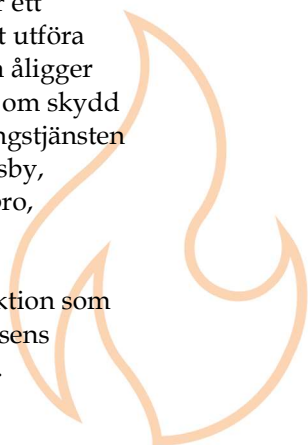 ett
t utföra
åligger
om skydd
ngstjänsten
sby,
oro,
ktion som
sens